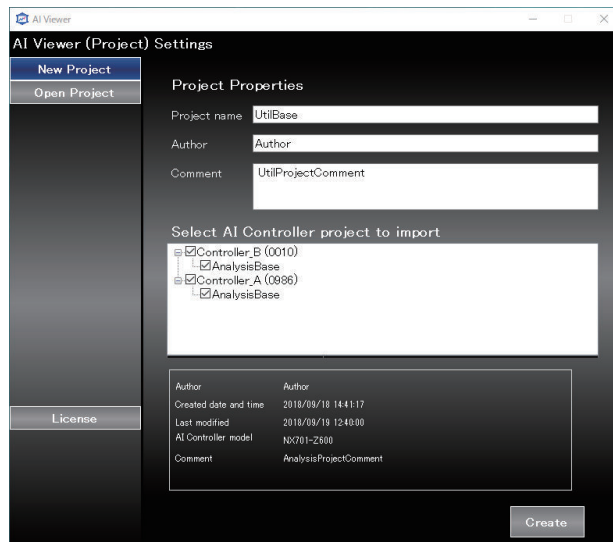 AI Viewer
AI Viewer (Project) Settings
New Project
Open Project
License
Project Properties
Project name UtilBase
Author Author
Comment UtilProjectComment
Select AI Controller project to import
Controller_B (0010)
AnalysisBase
Controller_A (0986)
AnalysisBase
Author Author
Created date and time 2018/09/18 14:41:17
Last modified 2018/09/19 12:40:00
AI Controller model NX701-Z600
Comment AnalysisProjectComment
Create